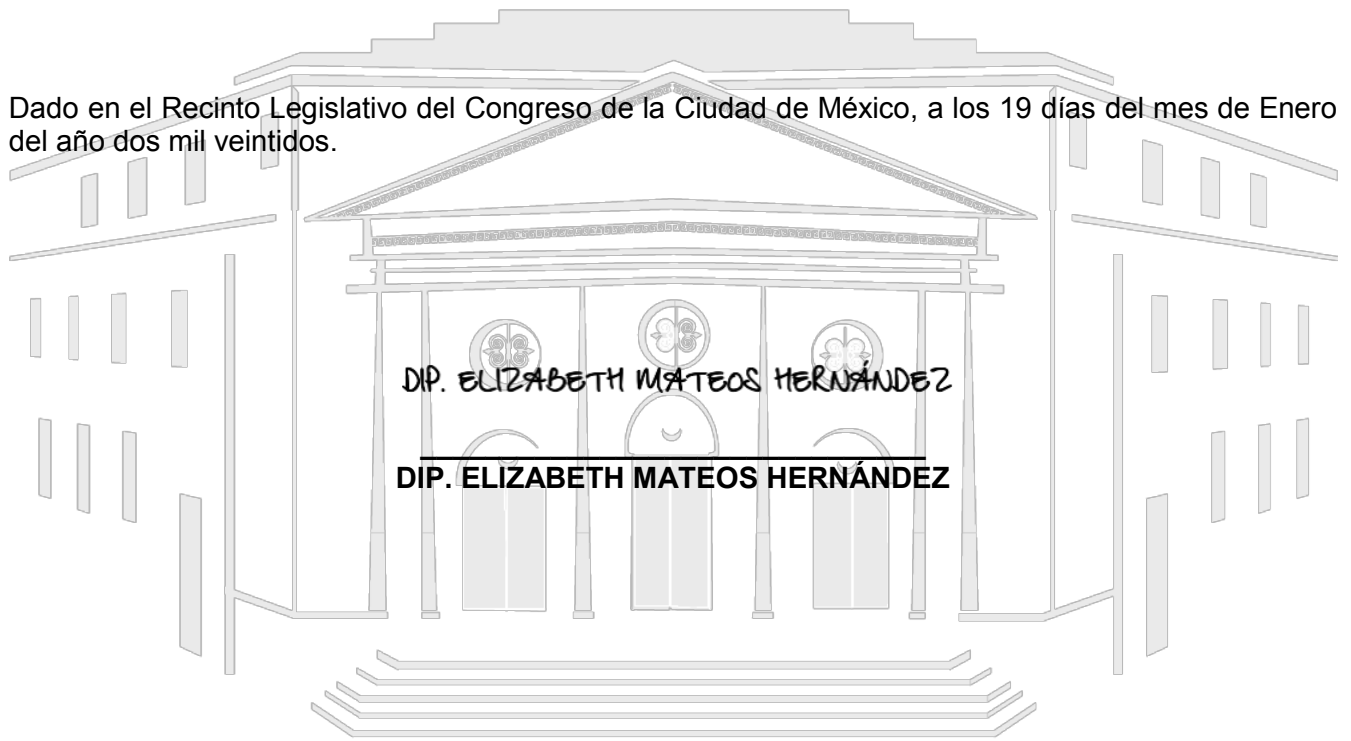 Dado en el Recinto Legislativo del Congreso de la Ciudad de México, a los 19 días del mes de Enero
del año dos mil veintidos.
DIP. ELIZABETH MATEOS HERNÁNDEZ
DIP. ELIZABETH MATEOS HERNÁNDEZ